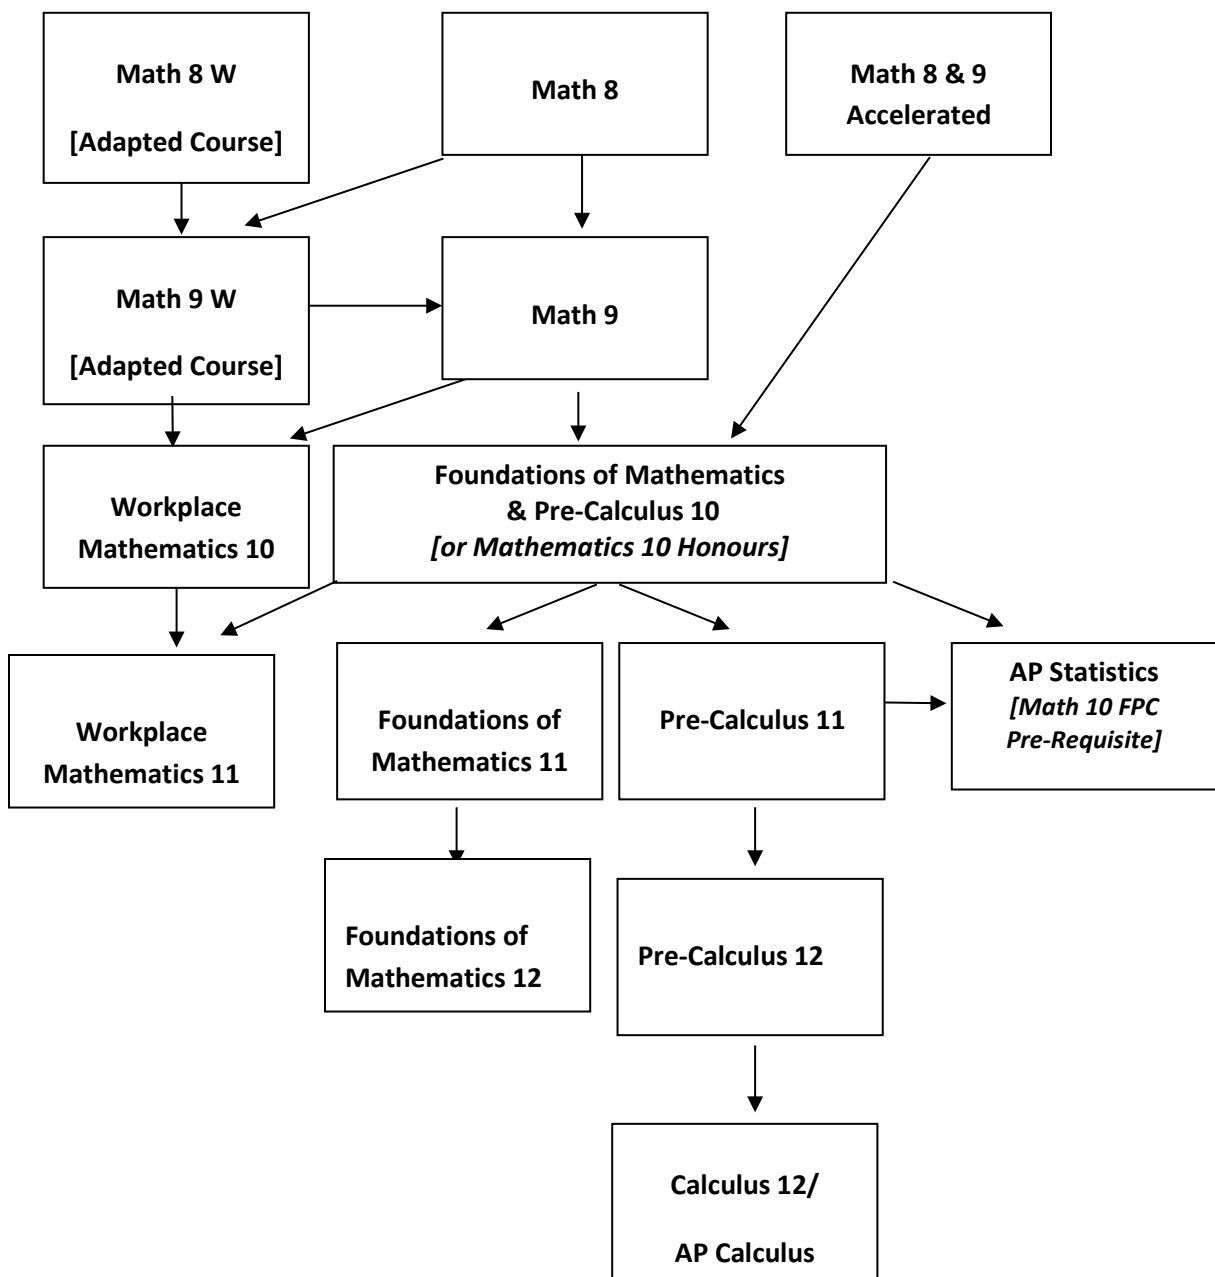 Math 8 W
[Adapted Course]
Math 8
Math 8 & 9
Accelerated
Math 9 W
[Adapted Course]
Math 9
Workplace
Mathematics 10
Foundations of Mathematics
& Pre-Calculus 10
[or Mathematics 10 Honours]
Workplace
Mathematics 11
Foundations of
Mathematics 11
Pre-Calculus 11
AP Statistics
[Math 10 FPC
Pre-Requisite]
Foundations of
Mathematics 12
Pre-Calculus 12
Calculus 12/
AP Calculus